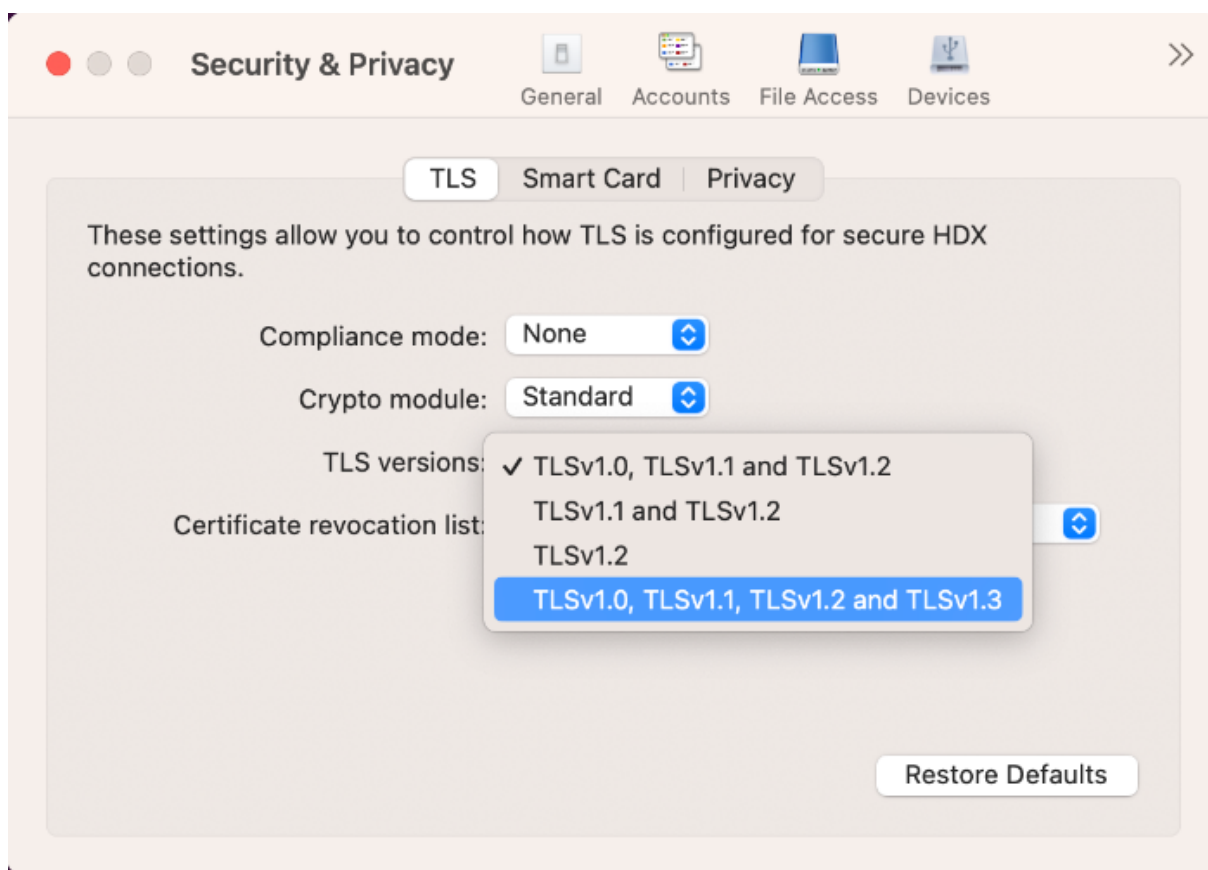 Security & Privacy
General
Accounts
File Access
Devices
TLS
Smart Card
Privacy
These settings allow you to control how TLS is configured for secure HDX
connections.
Compliance mode:
None
Crypto module:
Standard
TLS versions:
✓ TLSv1.0, TLSv1.1 and TLSv1.2
TLSv1.1 and TLSv1.2
TLSv1.2
TLSv1.0, TLSv1.1, TLSv1.2 and TLSv1.3
Certificate revocation list:
Restore Defaults